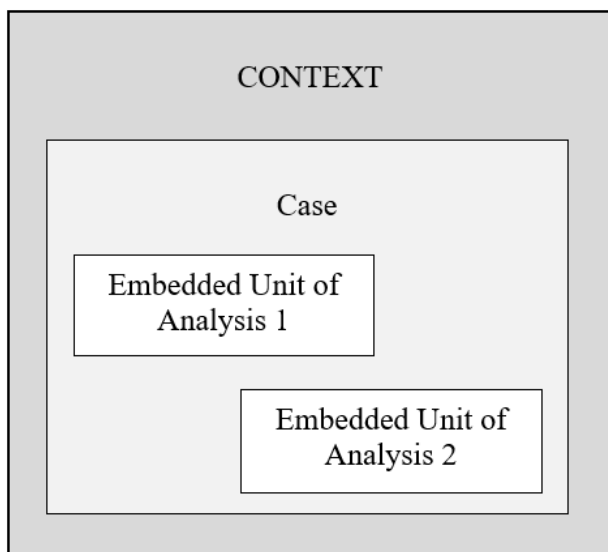 CONTEXT
Case
Embedded Unit of
Analysis 1
Embedded Unit of
Analysis 2